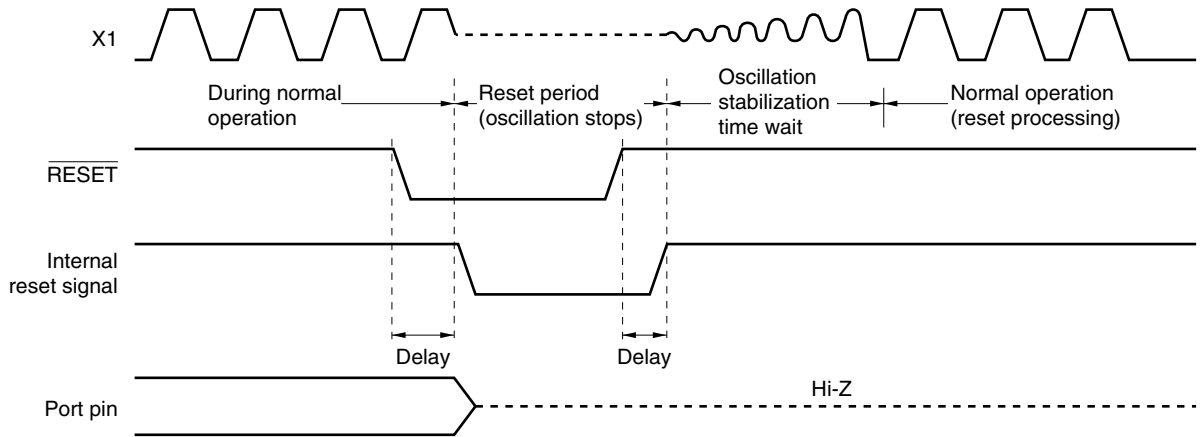 X1
During normal
operation
Reset period
(oscillation stops)
Oscillation
stabilization
time wait
Normal operation
(reset processing)
RESET
Internal
reset signal
Delay
Delay
Port pin
Hi-Z